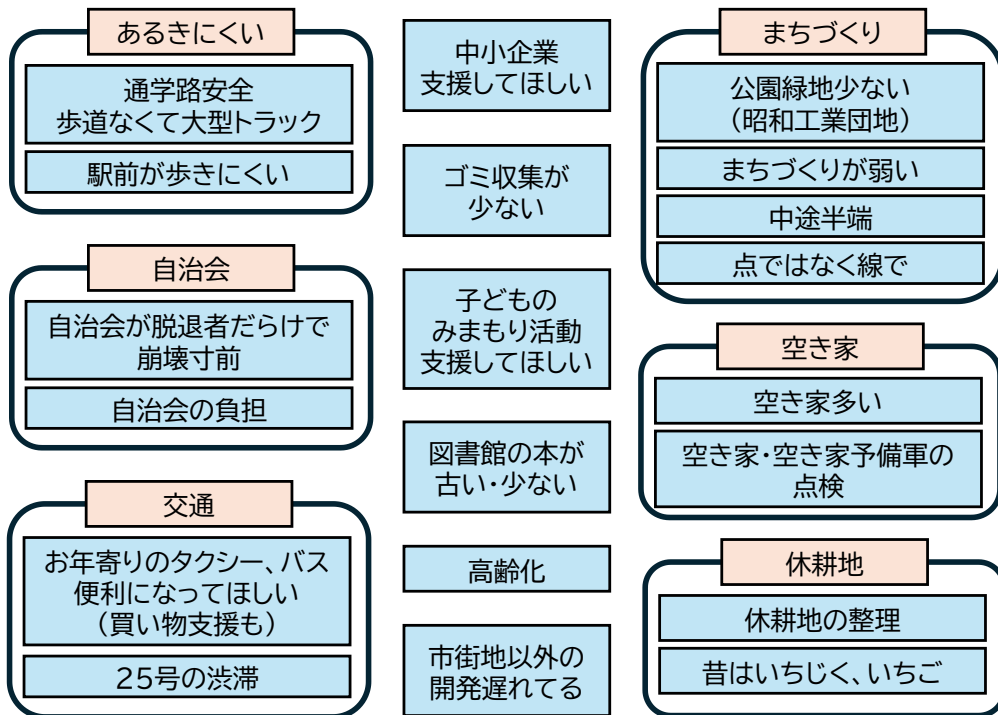 あるきにくい
通学路安全
歩道なくて大型トラック
駅前が歩きにくい
自治会
自治会が脱退者だらけで
崩壊寸前
自治会の負担
交通
お年寄りのタクシー、バス
便利になってほしい
（買い物支援も）
25号の渋滞
中小企業
支援してほしい
ゴミ収集が
少ない
子どもの
みまもり活動
支援してほしい
図書館の本が
古い・少ない
高齢化
市街地以外の
開発遅れてる
まちづくり
公園緑地少ない
（昭和工業団地）
まちづくりが弱い
中途半端
点ではなく線で
空き家
空き家多い
空き家・空き家予備軍の
点検
休耕地
休耕地の整理
昔はいちじく、いちご